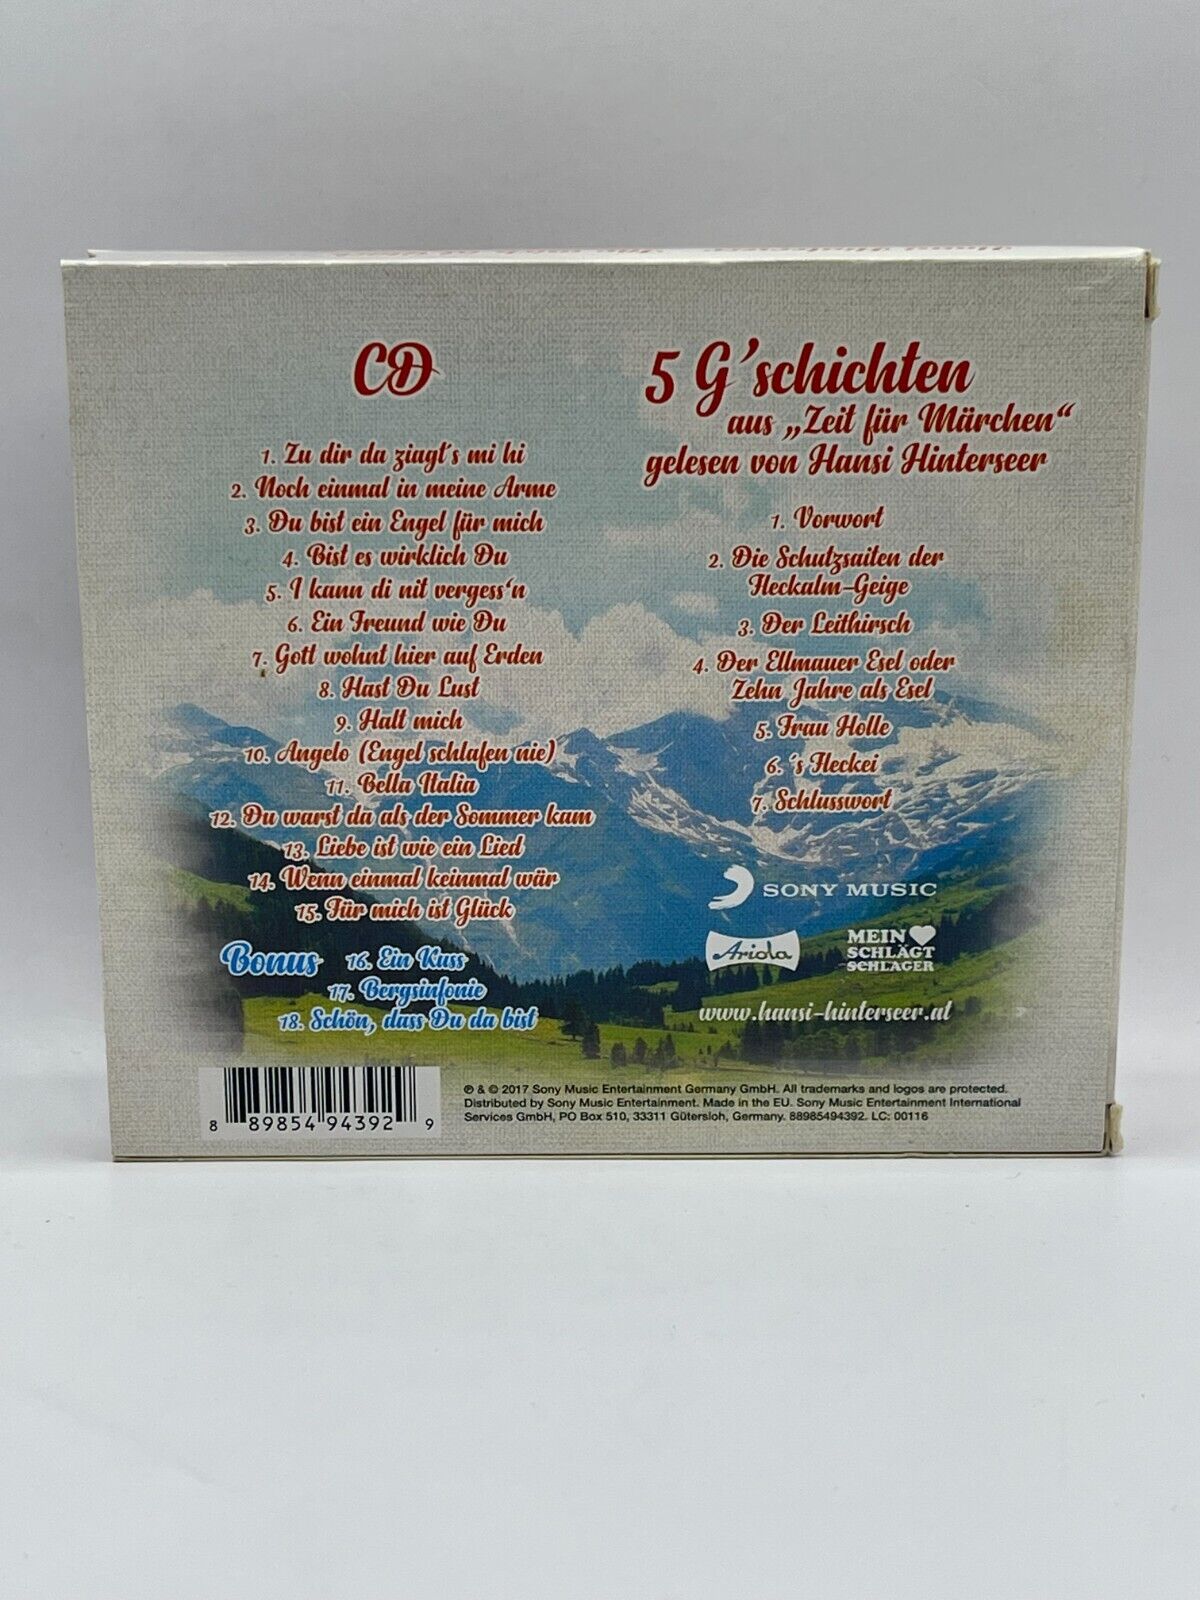 CD
1. Zu dir da ziagt's mi hi
2. Noch einmal in meine Arme
3. Du bist ein Engel für mich
4. Bist es wirklich Du
5. I kann di nit vergess'n
6. Ein Freund wie Du
7. Gott wohnt hier auf Erden
8. Hast Du Lust
9. Halt mich
10. Angelo (Engel schlafen nie)
11. Bella Italia
12. Du warst da als der Sommer kam
13. Liebe ist wie ein Lied
14. Wenn einmal keinmal wär
15. Für mich ist Glück
Bonus
16. Ein Kuss
17. Bergsinfonie
18. Schön, dass Du da bist
5 G'schichten
aus „Zeit für Märchen“
gelesen von Hansi Hinterseer
1. Vorwort
2. Die Schutzsaiten der
Fleckalm-Geige
3. Der Leithirsch
4. Der Ellmauer Esel oder
Zehn Jahre als Esel
5. Frau Holle
6. 's Fleckei
7. Schlusswort
SONY MUSIC
Ariola
MEIN
SCHLÄGT
SCHLAGER
www.hansi-hinterseer.at
8 89854 94392 9
℗ & © 2017 Sony Music Entertainment Germany GmbH. All trademarks and logos are protected.
Distributed by Sony Music Entertainment. Made in the EU. Sony Music Entertainment International
Services GmbH, PO Box 510, 33311 Gütersloh, Germany. 88985494392. LC: 00116